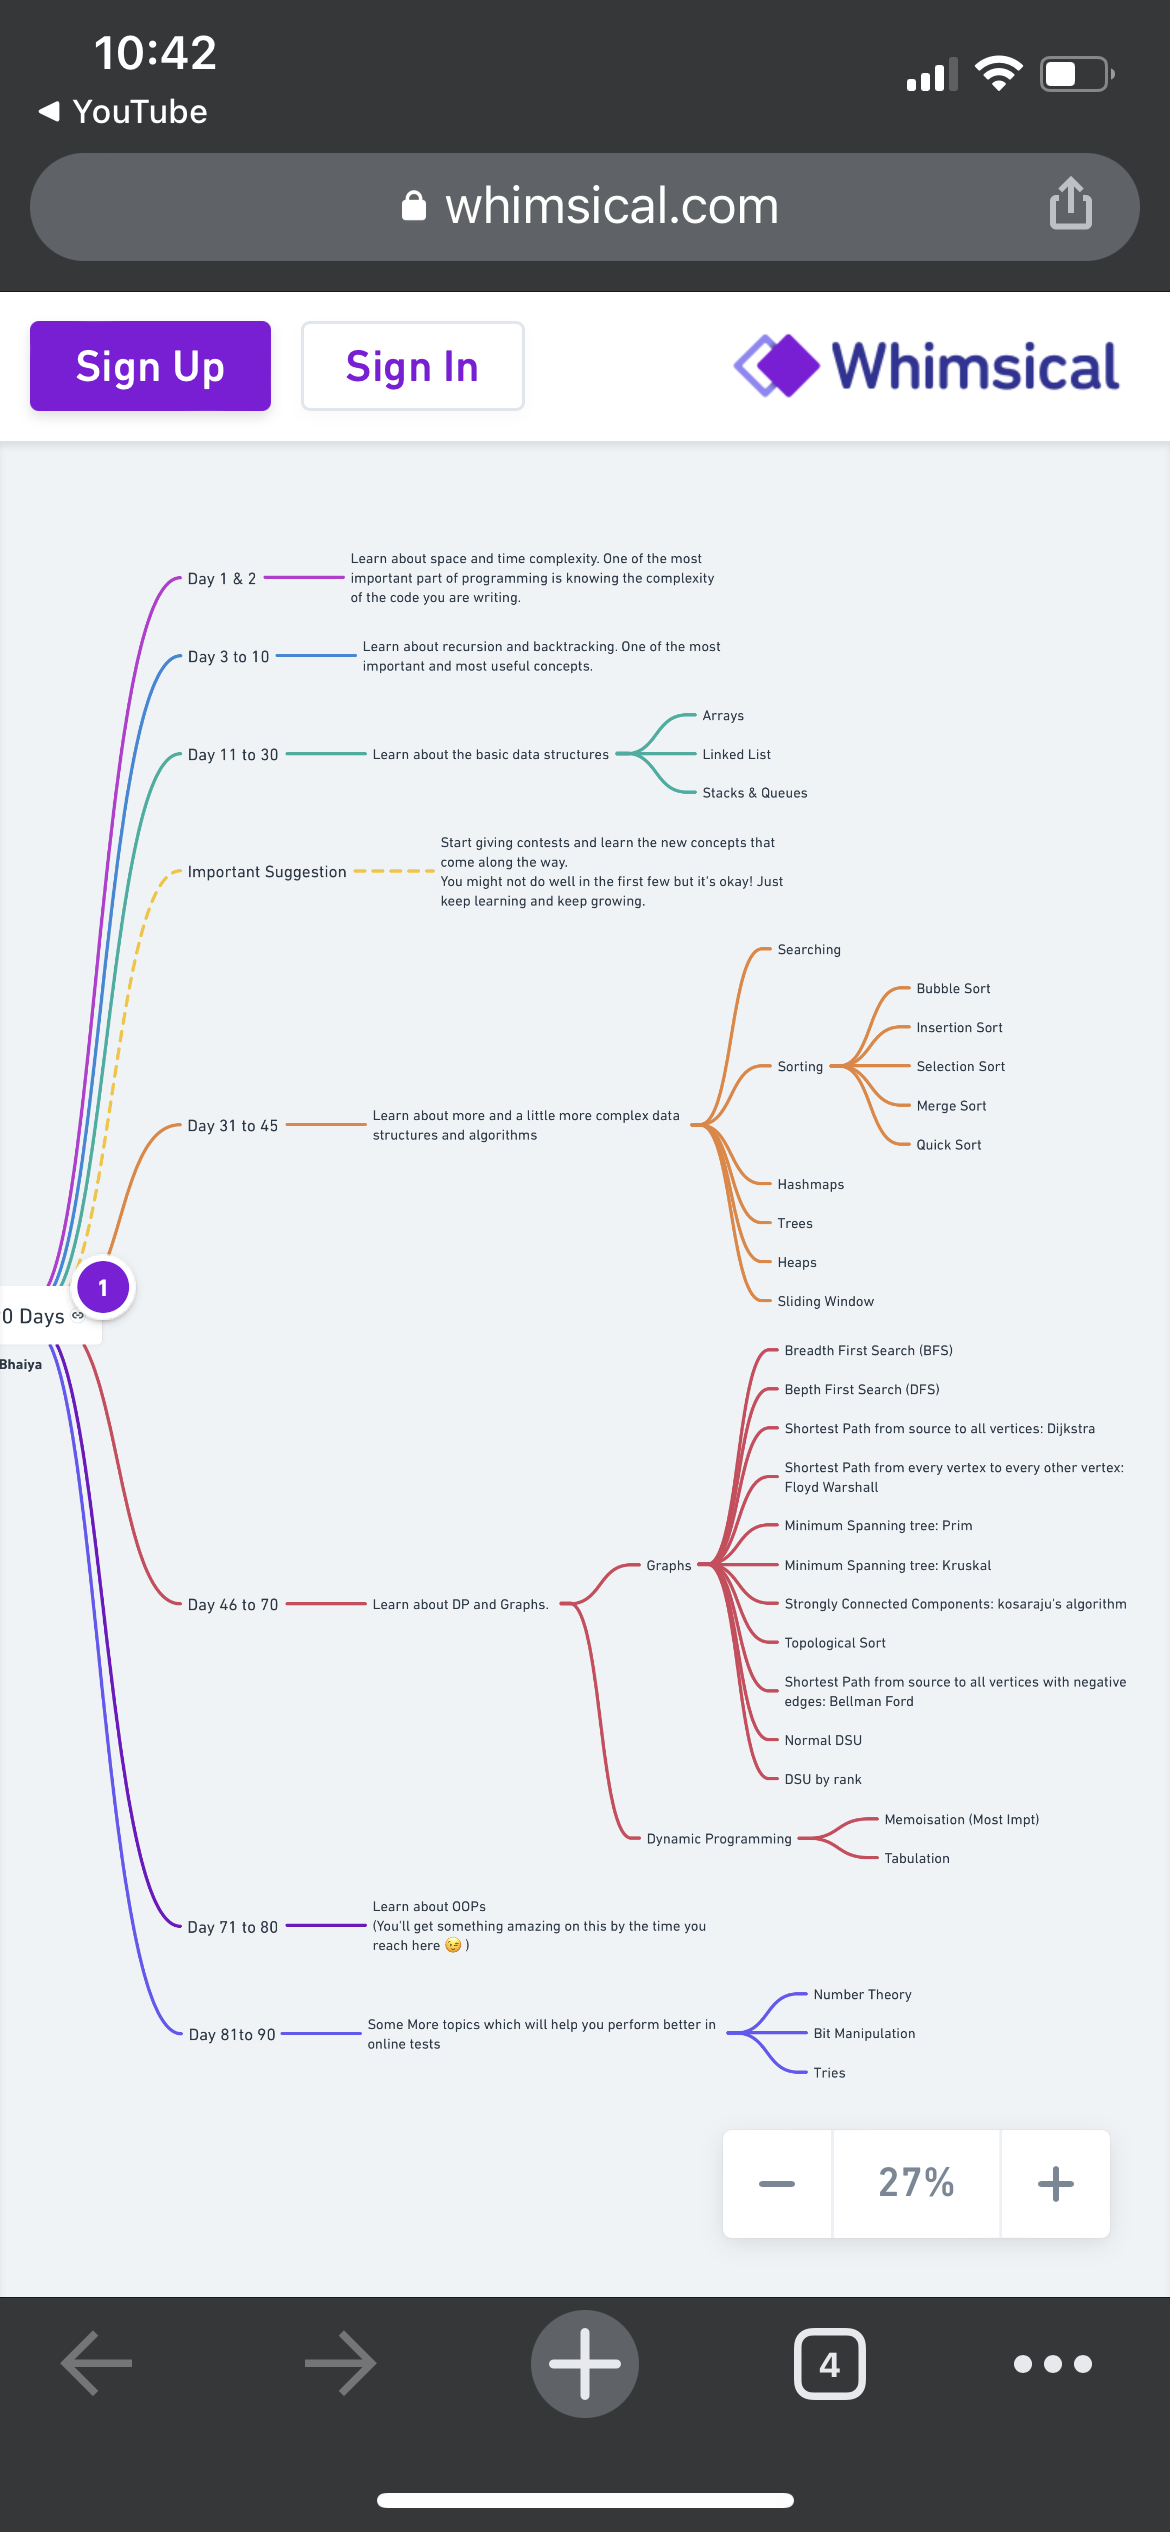 10:42
YouTube
whimsical.com
Sign Up
Sign In
Whimsical
Day 1 & 2
Learn about space and time complexity. One of the most
important part of programming is knowing the complexity
of the code you are writing.
Day 3 to 10
Learn about recursion and backtracking. One of the most
important and most useful concepts.
Day 11 to 30
Learn about the basic data structures
Arrays
Linked List
Stacks & Queues
Important Suggestion
Start giving contests and learn the new concepts that
come along the way.
You might not do well in the first few but it's okay! Just
keep learning and keep growing.
Day 31 to 45
Learn about more and a little more complex data
structures and algorithms
Searching
Sorting
Bubble Sort
Insertion Sort
Selection Sort
Merge Sort
Quick Sort
Hashmaps
Trees
Heaps
Sliding Window
1
0 Days
Bhaiya
Day 46 to 70
Learn about DP and Graphs.
Graphs
Breadth First Search (BFS)
Bepth First Search (DFS)
Shortest Path from source to all vertices: Dijkstra
Shortest Path from every vertex to every other vertex:
Floyd Warshall
Minimum Spanning tree: Prim
Minimum Spanning tree: Kruskal
Strongly Connected Components: kosaraju's algorithm
Topological Sort
Shortest Path from source to all vertices with negative
edges: Bellman Ford
Normal DSU
DSU by rank
Dynamic Programming
Memoisation (Most Impt)
Tabulation
Day 71 to 80
Learn about OOPs
(You'll get something amazing on this by the time you
reach here 😉 )
Day 81to 90
Some More topics which will help you perform better in
online tests
Number Theory
Bit Manipulation
Tries
27%
4